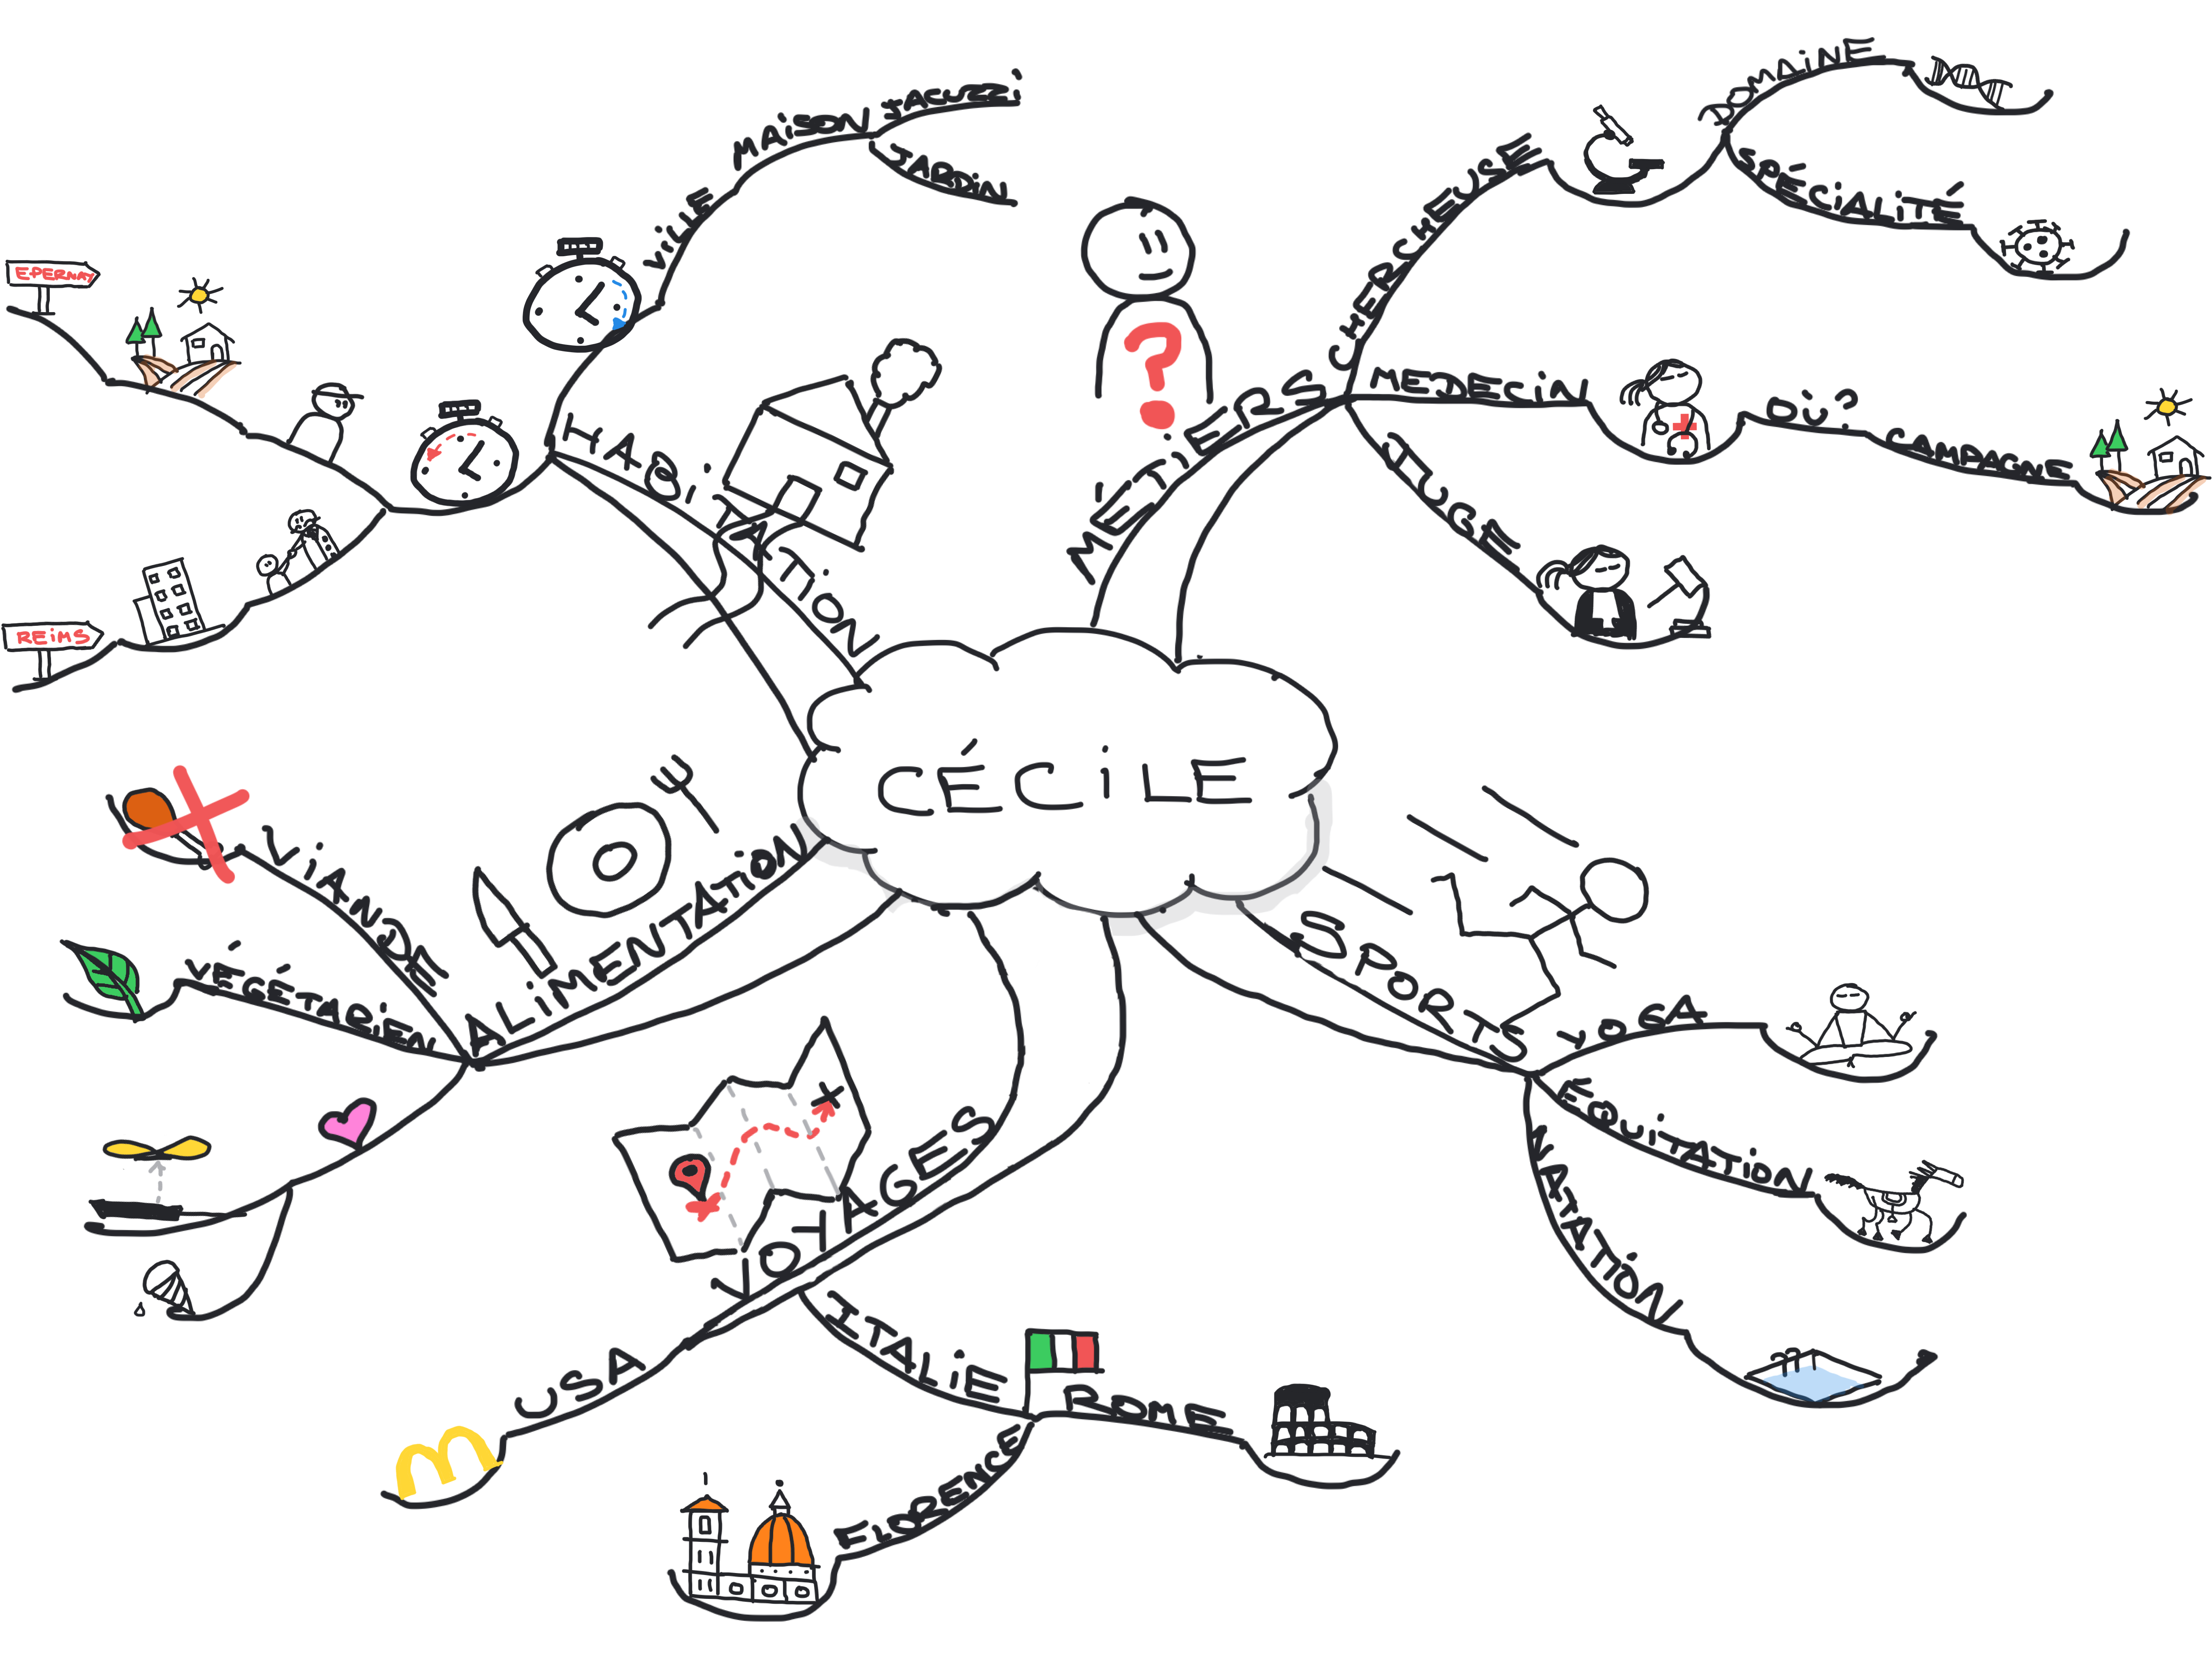 CÉCiLE
MÉTiERS
CHERCHEUSE
DOMAiNE
SPÉCiALiTÉ
MEDECiN
OÙ?
CAMPAGNE
JUGE
SPORTS
YOGA
ÉQUiTATiON
NATATiON
VOYAGES
ITALiE
ROME
FLORENCE
USA
ALiMENTATiON
ViANDE
VÉGÉTARiEN
HABiTATiON
ViLLE
MAiSON
JACUZZi
JARDiN
EPERNAY
REiMS